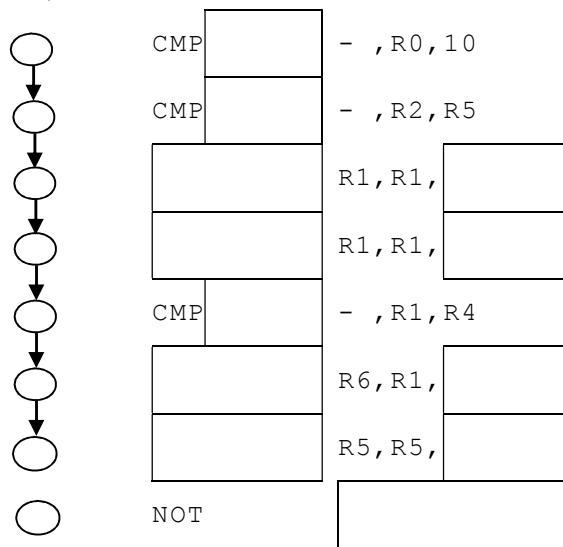 CMP - ,R0,10
CMP - ,R2,R5
R1,R1,
R1,R1,
CMP - ,R1,R4
R6,R1,
R5,R5,
NOT